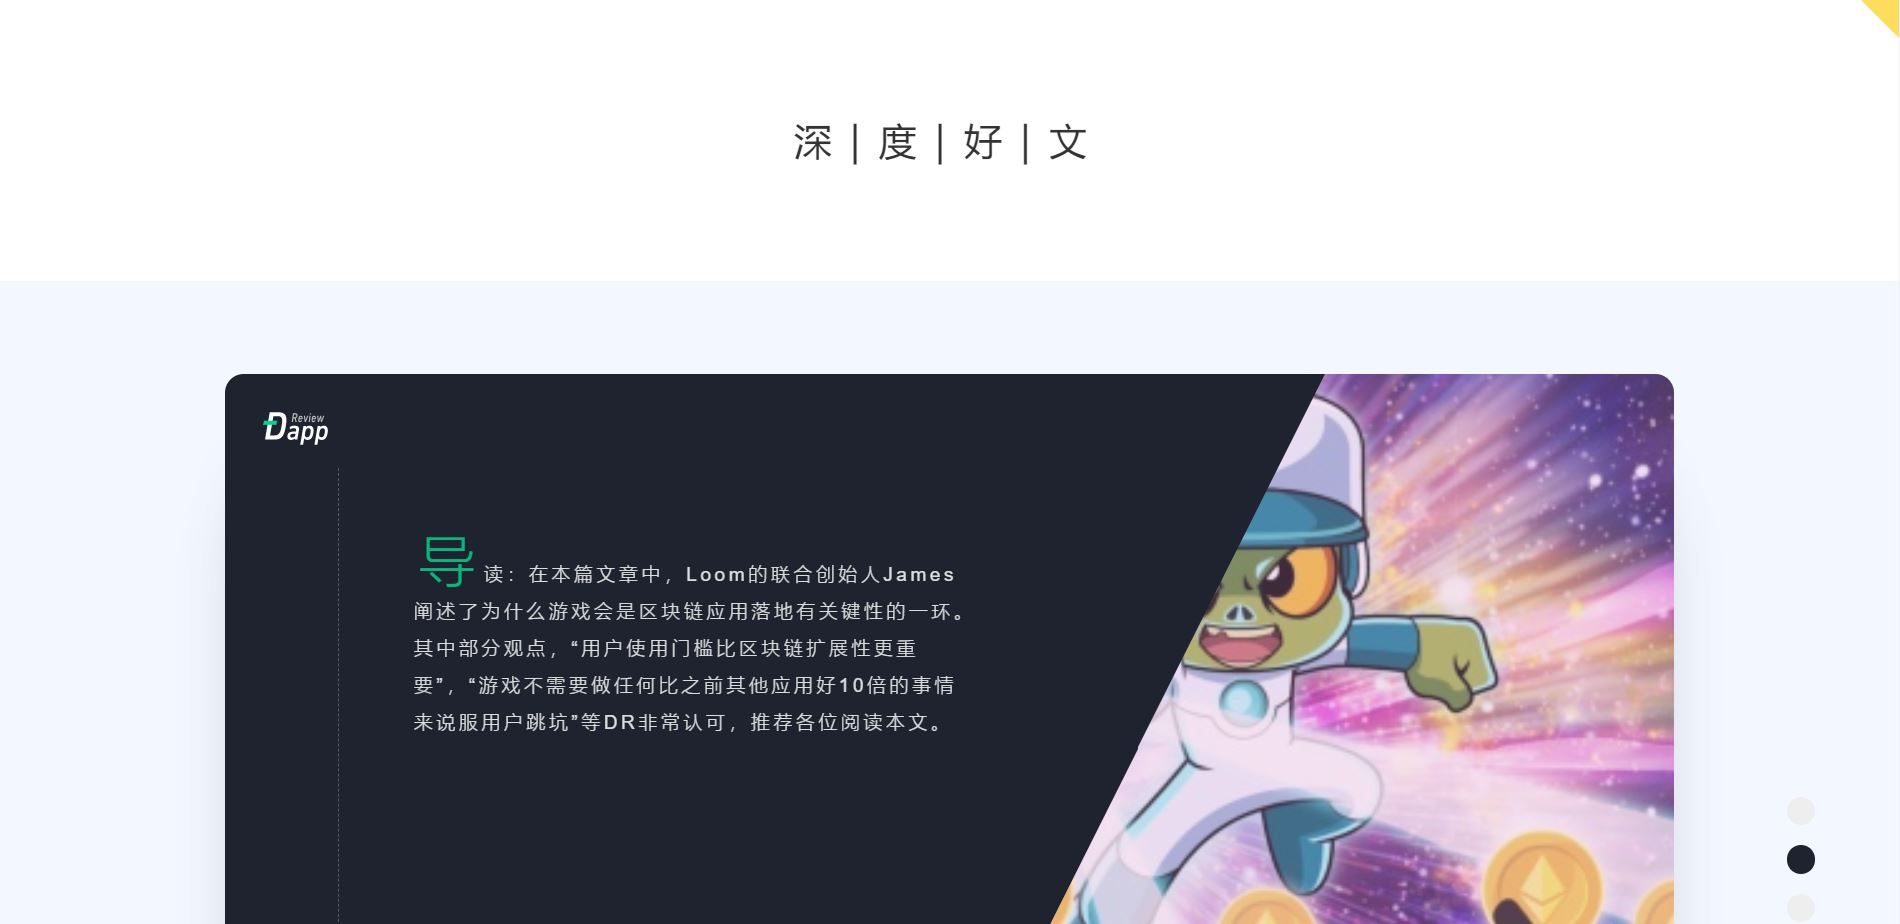 深|度|好|文
Review
Dapp
导读：在本篇文章中，Loom的联合创始人James
阐述了为什么游戏会是区块链应用落地有关键性的一环。
其中部分观点，“用户使用门槛比区块链扩展性更重
要”，“游戏不需要做任何比之前其他应用好10倍的事情
来说服用户跳坑”等DR非常认可，推荐各位阅读本文。